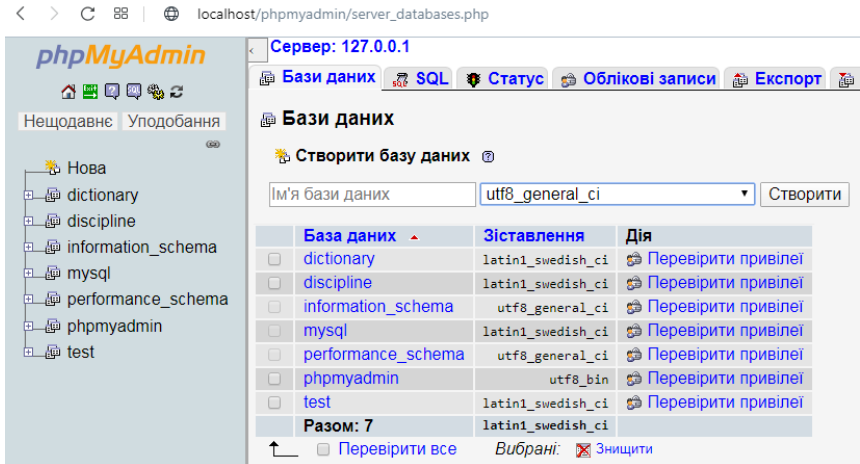 localhost/phpmyadmin/server_databases.php
phpMyAdmin
Нещодавнє Уподобання
Нова
dictionary
discipline
information_schema
mysql
performance_schema
phpmyadmin
test
Сервер: 127.0.0.1
Бази даних SQL Статус Облікові записи Експорт
Бази даних
Створити базу даних
Ім'я бази даних utf8_general_ci Створити
База даних Зіставлення Дія
dictionary latin1_swedish_ci Перевірити привілеї
discipline latin1_swedish_ci Перевірити привілеї
information_schema utf8_general_ci Перевірити привілеї
mysql latin1_swedish_ci Перевірити привілеї
performance_schema utf8_general_ci Перевірити привілеї
phpmyadmin utf8_bin Перевірити привілеї
test latin1_swedish_ci Перевірити привілеї
Разом: 7 latin1_swedish_ci
Перевірити все Вибрані: Знищити